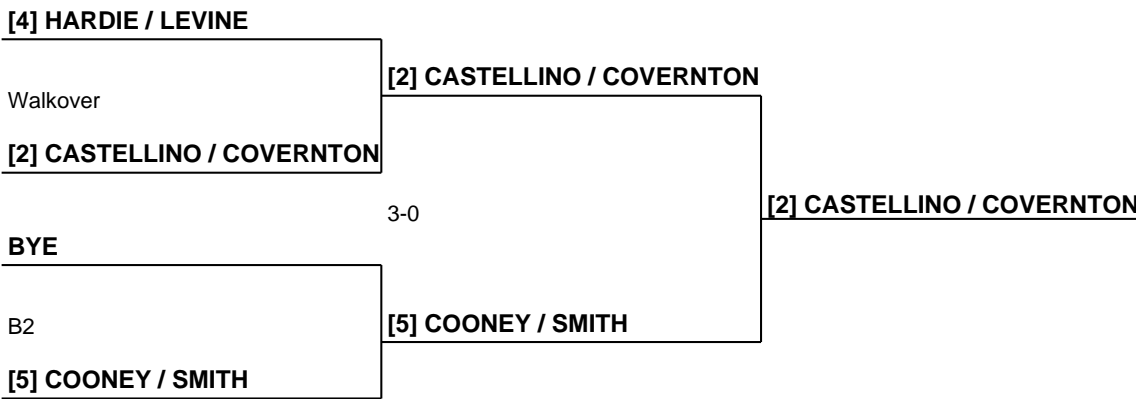 [4] HARDIE / LEVINE
[2] CASTELLINO / COVERNTON
Walkover
[2] CASTELLINO / COVERNTON
3-0
[2] CASTELLINO / COVERNTON
BYE
B2
[5] COONEY / SMITH
[5] COONEY / SMITH